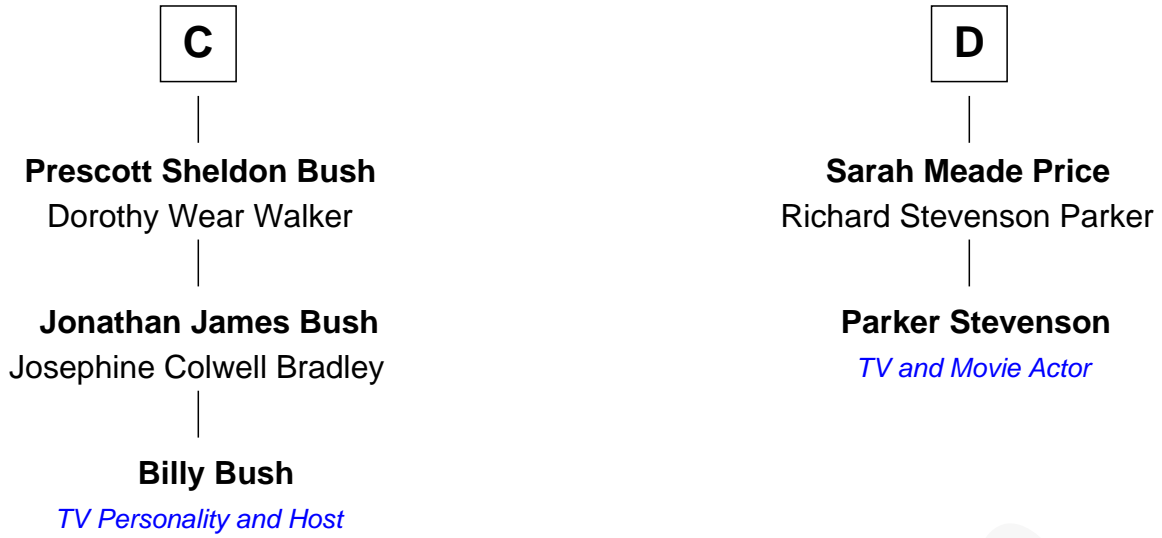 C
Prescott Sheldon Bush
Dorothy Wear Walker
Jonathan James Bush
Josephine Colwell Bradley
Billy Bush
TV Personality and Host
D
Sarah Meade Price
Richard Stevenson Parker
Parker Stevenson
TV and Movie Actor